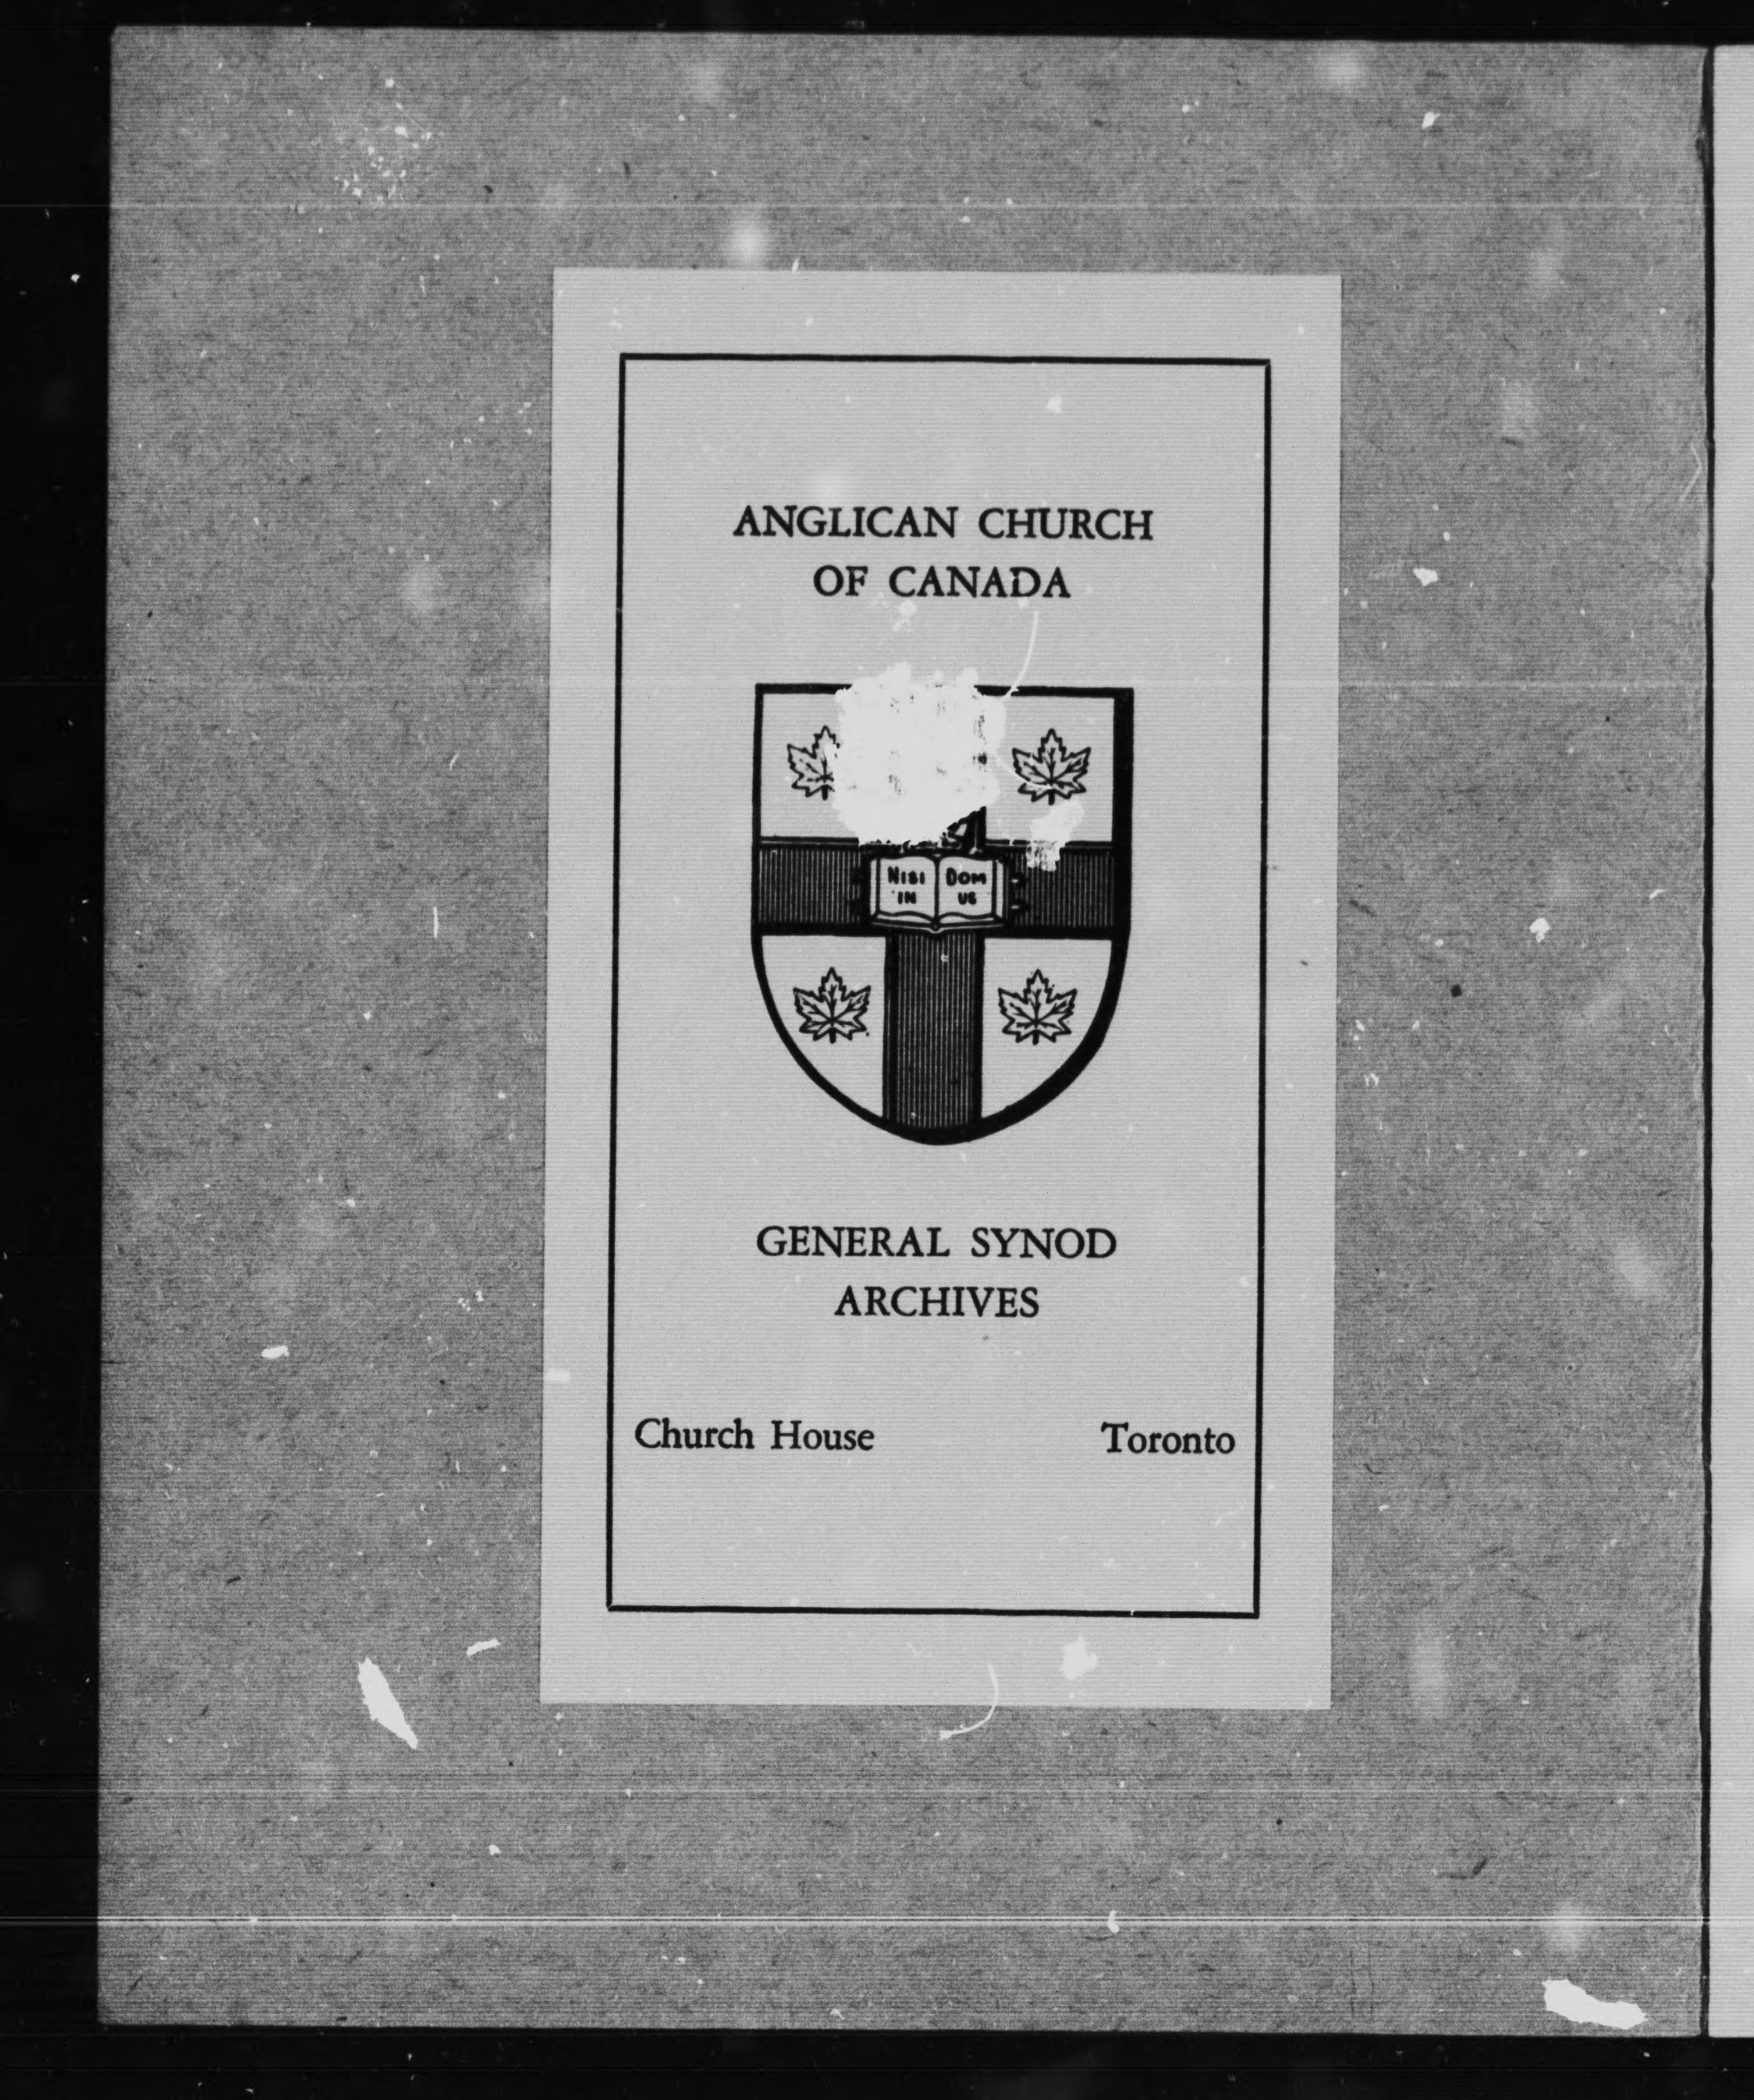 ANGLICAN CHURCH
OF CANADA
NISI DOM
IN US
GENERAL SYNOD
ARCHIVES
Church House Toronto